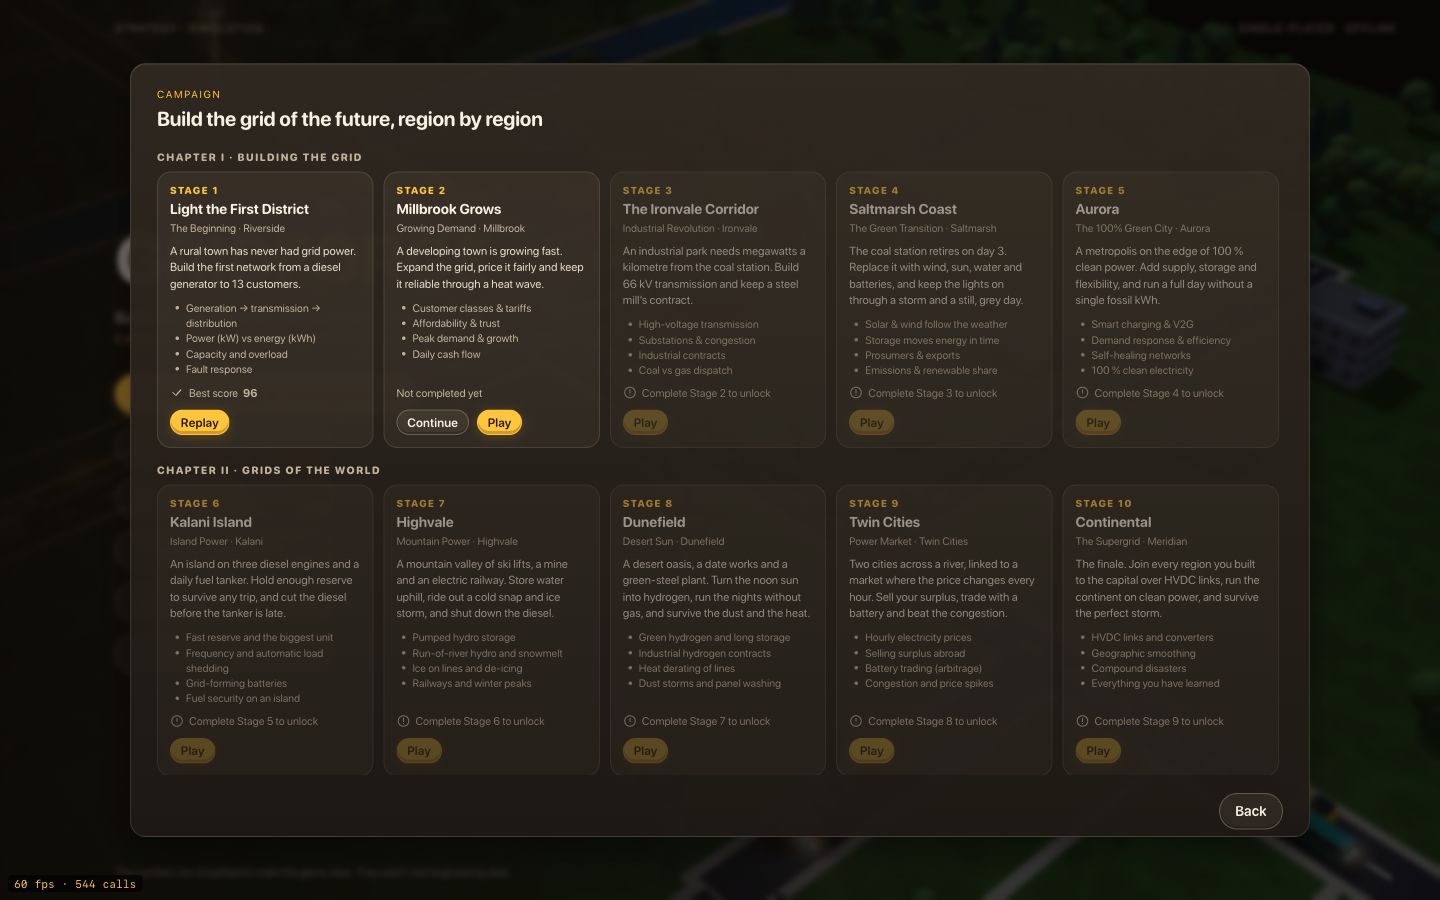 CAMPAIGN
Build the grid of the future, region by region
CHAPTER I · BUILDING THE GRID
STAGE 1
Light the First District
The Beginning · Riverside
A rural town has never had grid power.
Build the first network from a diesel
generator to 13 customers.
• Generation → transmission →
distribution
• Power (kW) vs energy (kWh)
• Capacity and overload
• Fault response
Best score 96
Replay
STAGE 2
Millbrook Grows
Growing Demand · Millbrook
A developing town is growing fast.
Expand the grid, price it fairly and keep
it reliable through a heat wave.
• Customer classes & tariffs
• Affordability & trust
• Peak demand & growth
• Daily cash flow
Not completed yet
Continue
Play
STAGE 3
The Ironvale Corridor
Industrial Revolution · Ironvale
An industrial park needs megawatts a
kilometre from the coal station. Build
66 kV transmission and keep a steel
mill's contract.
• High-voltage transmission
• Substations & congestion
• Industrial contracts
• Coal vs gas dispatch
Complete Stage 2 to unlock
Play
STAGE 4
Saltmarsh Coast
The Green Transition · Saltmarsh
The coal station retires on day 3.
Replace it with wind, sun, water and
batteries, and keep the lights on
through a storm and a still, grey day.
• Solar & wind follow the weather
• Storage moves energy in time
• Prosumers & exports
• Emissions & renewable share
Complete Stage 3 to unlock
Play
STAGE 5
Aurora
The 100% Green City · Aurora
A metropolis on the edge of 100 %
clean power. Add supply, storage and
flexibility, and run a full day without a
single fossil kWh.
• Smart charging & V2G
• Demand response & efficiency
• Self-healing networks
• 100 % clean electricity
Complete Stage 4 to unlock
Play
CHAPTER II · GRIDS OF THE WORLD
STAGE 6
Kalani Island
Island Power · Kalani
An island on three diesel engines and a
daily fuel tanker. Hold enough reserve
to survive any trip, and cut the diesel
before the tanker is late.
• Fast reserve and the biggest unit
• Frequency and automatic load
shedding
• Grid-forming batteries
• Fuel security on an island
Complete Stage 5 to unlock
Play
STAGE 7
Highvale
Mountain Power · Highvale
A mountain valley of ski lifts, a mine
and an electric railway. Store water
uphill, ride out a cold snap and ice
storm, and shut down the diesel.
• Pumped hydro storage
• Run-of-river hydro and snowmelt
• Ice on lines and de-icing
• Railways and winter peaks
Complete Stage 6 to unlock
Play
STAGE 8
Dunefield
Desert Sun · Dunefield
A desert oasis, a date works and a
green-steel plant. Turn the noon sun
into hydrogen, run the nights without
gas, and survive the dust and the heat.
• Green hydrogen and long storage
• Industrial hydrogen contracts
• Heat derating of lines
• Dust storms and panel washing
Complete Stage 7 to unlock
Play
STAGE 9
Twin Cities
Power Market · Twin Cities
Two cities across a river, linked to a
market where the price changes every
hour. Sell your surplus, trade with a
battery and beat the congestion.
• Hourly electricity prices
• Selling surplus abroad
• Battery trading (arbitrage)
• Congestion and price spikes
Complete Stage 8 to unlock
Play
STAGE 10
Continental
The Supergrid · Meridian
The finale. Join every region you built
to the capital over HVDC links, run the
continent on clean power, and survive
the perfect storm.
• HVDC links and converters
• Geographic smoothing
• Compound disasters
• Everything you have learned
Complete Stage 9 to unlock
Play
Back
60 fps · 544 calls